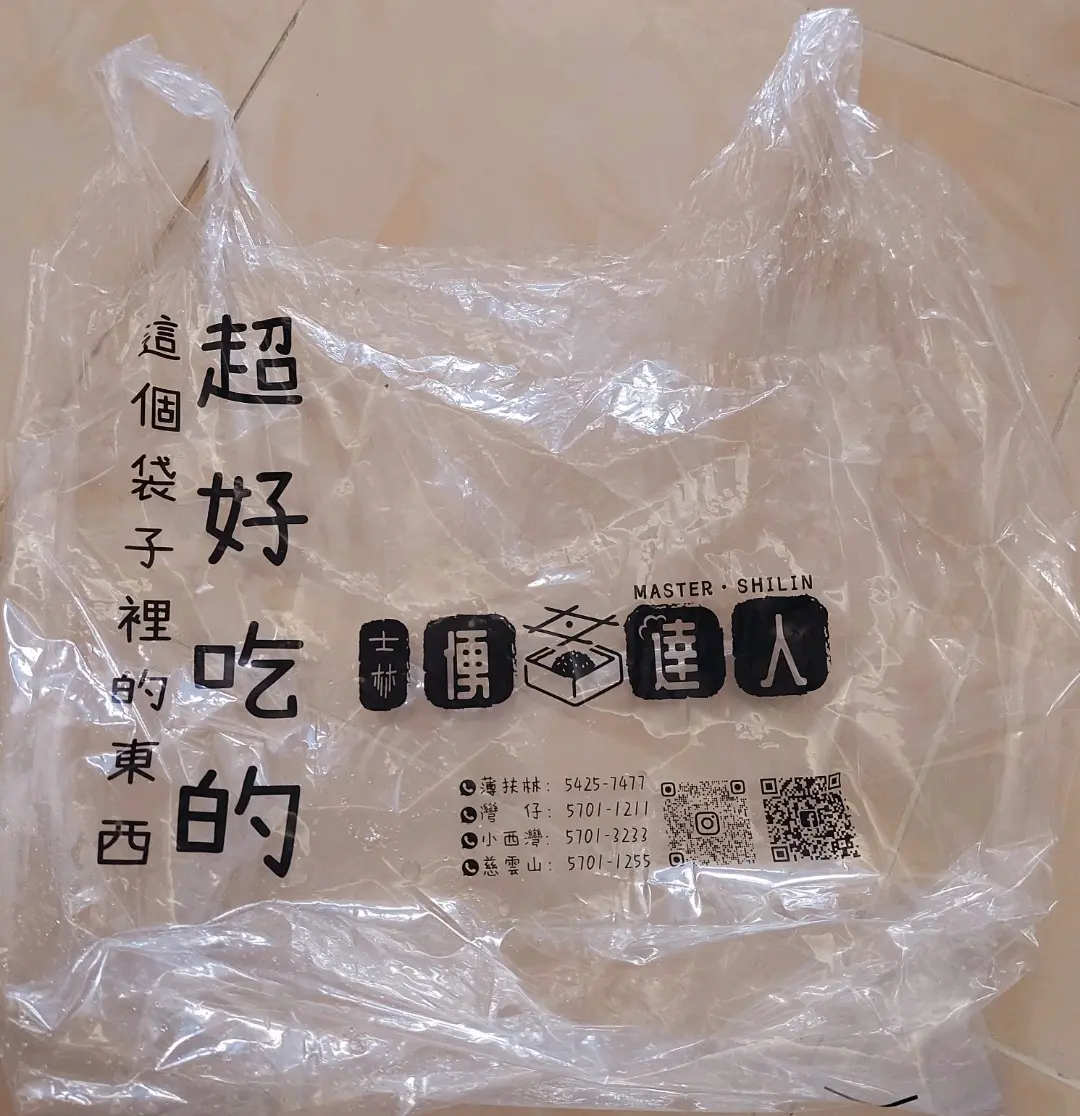 這個袋子裡的東西
超好吃的
MASTER·SHILIN
士林 便 達人
薄扶林: 5425-7477
灣仔: 5701-1211
小西灣: 5701-3233
慈雲山: 5701-1255